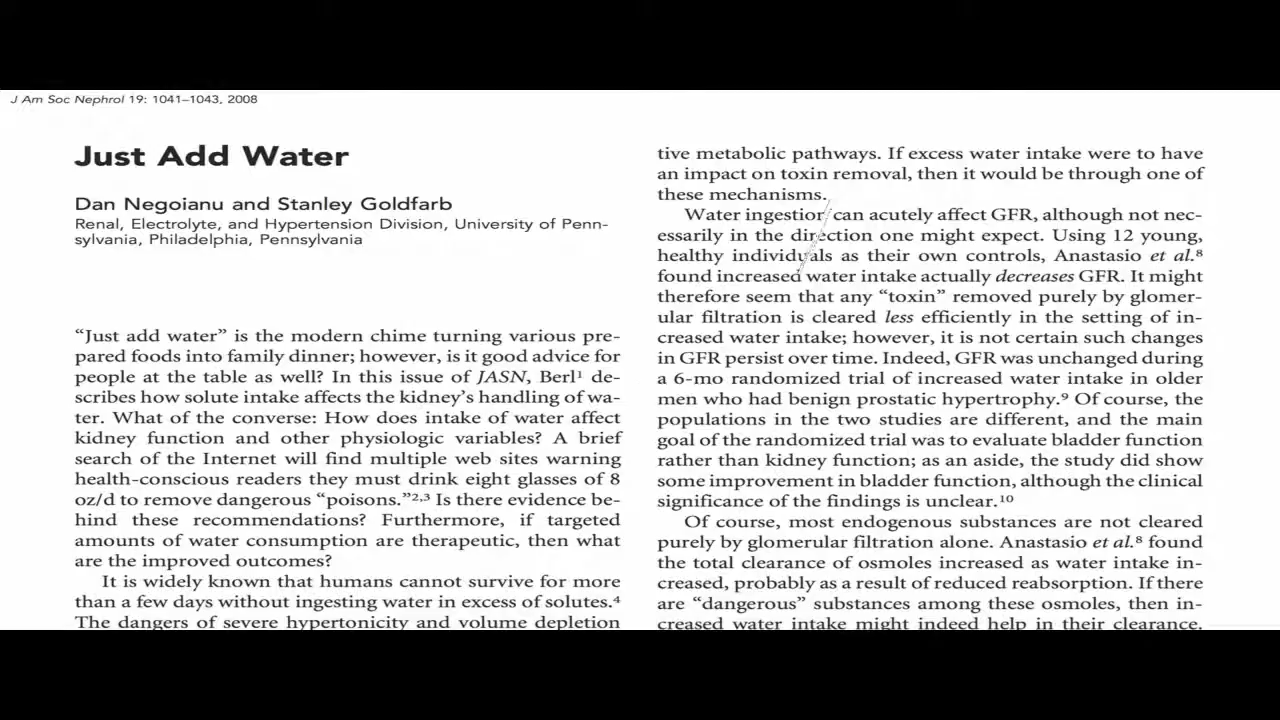 J Am Soc Nephrol 19: 1041–1043, 2008
Just Add Water
Dan Negoianu and Stanley Goldfarb
Renal, Electrolyte, and Hypertension Division, University of Penn-
sylvania, Philadelphia, Pennsylvania
“Just add water” is the modern chime turning various pre-
pared foods into family dinner; however, is it good advice for
people at the table as well? In this issue of JASN, Berl¹ de-
scribes how solute intake affects the kidney’s handling of wa-
ter. What of the converse: How does intake of water affect
kidney function and other physiologic variables? A brief
search of the Internet will find multiple web sites warning
health-conscious readers they must drink eight glasses of 8
oz/d to remove dangerous “poisons.”²,³ Is there evidence be-
hind these recommendations? Furthermore, if targeted
amounts of water consumption are therapeutic, then what
are the improved outcomes?
It is widely known that humans cannot survive for more
than a few days without ingesting water in excess of solutes.⁴
The dangers of severe hypertonicity and volume depletion
tive metabolic pathways. If excess water intake were to have
an impact on toxin removal, then it would be through one of
these mechanisms.
Water ingestion can acutely affect GFR, although not nec-
essarily in the direction one might expect. Using 12 young,
healthy individuals as their own controls, Anastasio et al.⁸
found increased water intake actually decreases GFR. It might
therefore seem that any “toxin” removed purely by glomer-
ular filtration is cleared less efficiently in the setting of in-
creased water intake; however, it is not certain such changes
in GFR persist over time. Indeed, GFR was unchanged during
a 6-mo randomized trial of increased water intake in older
men who had benign prostatic hypertrophy.⁹ Of course, the
populations in the two studies are different, and the main
goal of the randomized trial was to evaluate bladder function
rather than kidney function; as an aside, the study did show
some improvement in bladder function, although the clinical
significance of the findings is unclear.¹⁰
Of course, most endogenous substances are not cleared
purely by glomerular filtration alone. Anastasio et al.⁸ found
the total clearance of osmoles increased as water intake in-
creased, probably as a result of reduced reabsorption. If there
are “dangerous” substances among these osmoles, then in-
creased water intake might indeed help in their clearance.